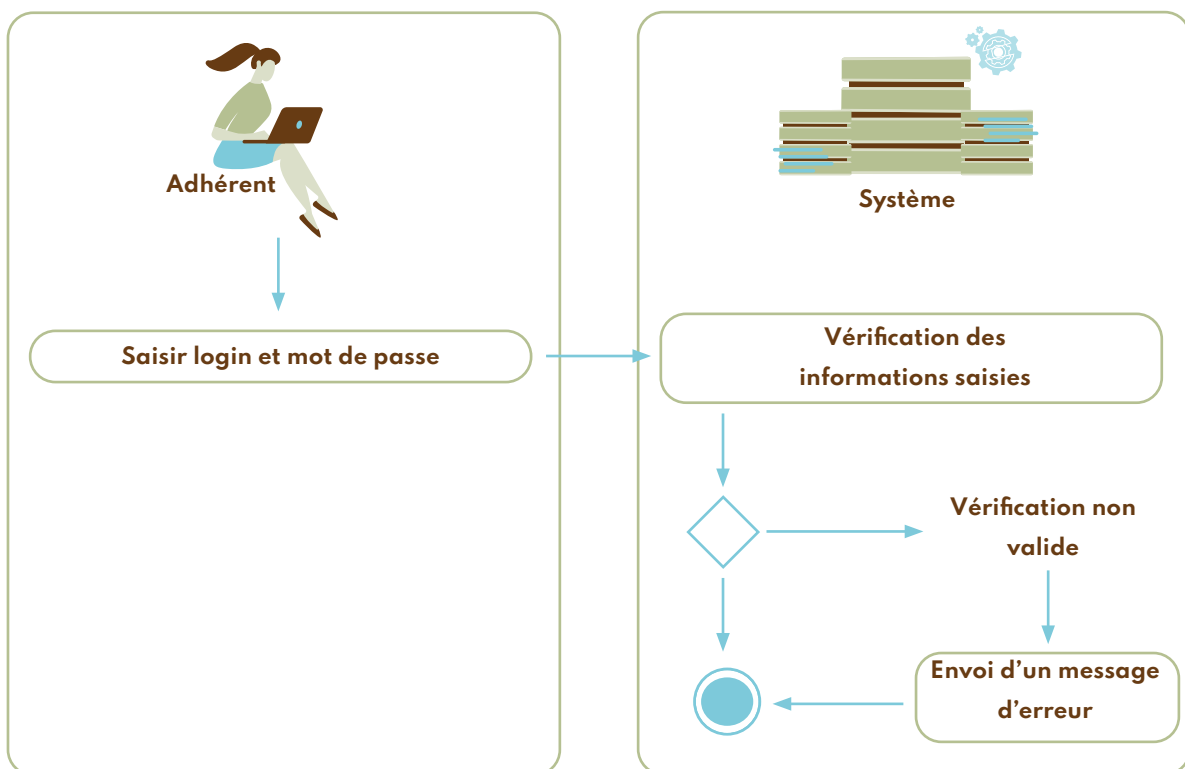 Adhérent
Système
Saisir login et mot de passe
Vérification des
informations saisies
Vérification non
valide
Envoi d’un message
d’erreur